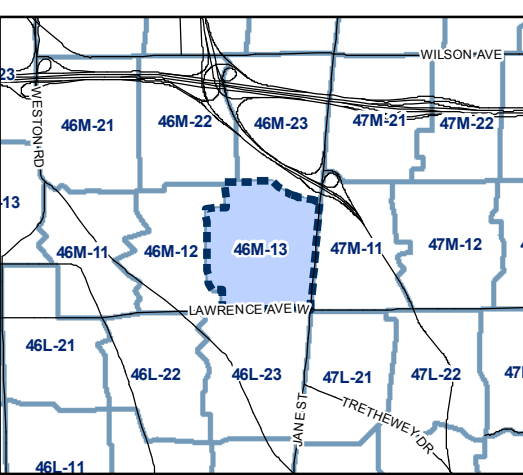 WILSON AVE
23
WESTON RD
46M-21
46M-22
46M-23
47M-21
47M-22
-13
46M-11
46M-12
46M-13
47M-11
47M-12
4
LAWRENCE AVE W
46L-21
46L-22
46L-23
47L-21
47L-22
47
JANE ST
TRETHEWEY DR
46L-11